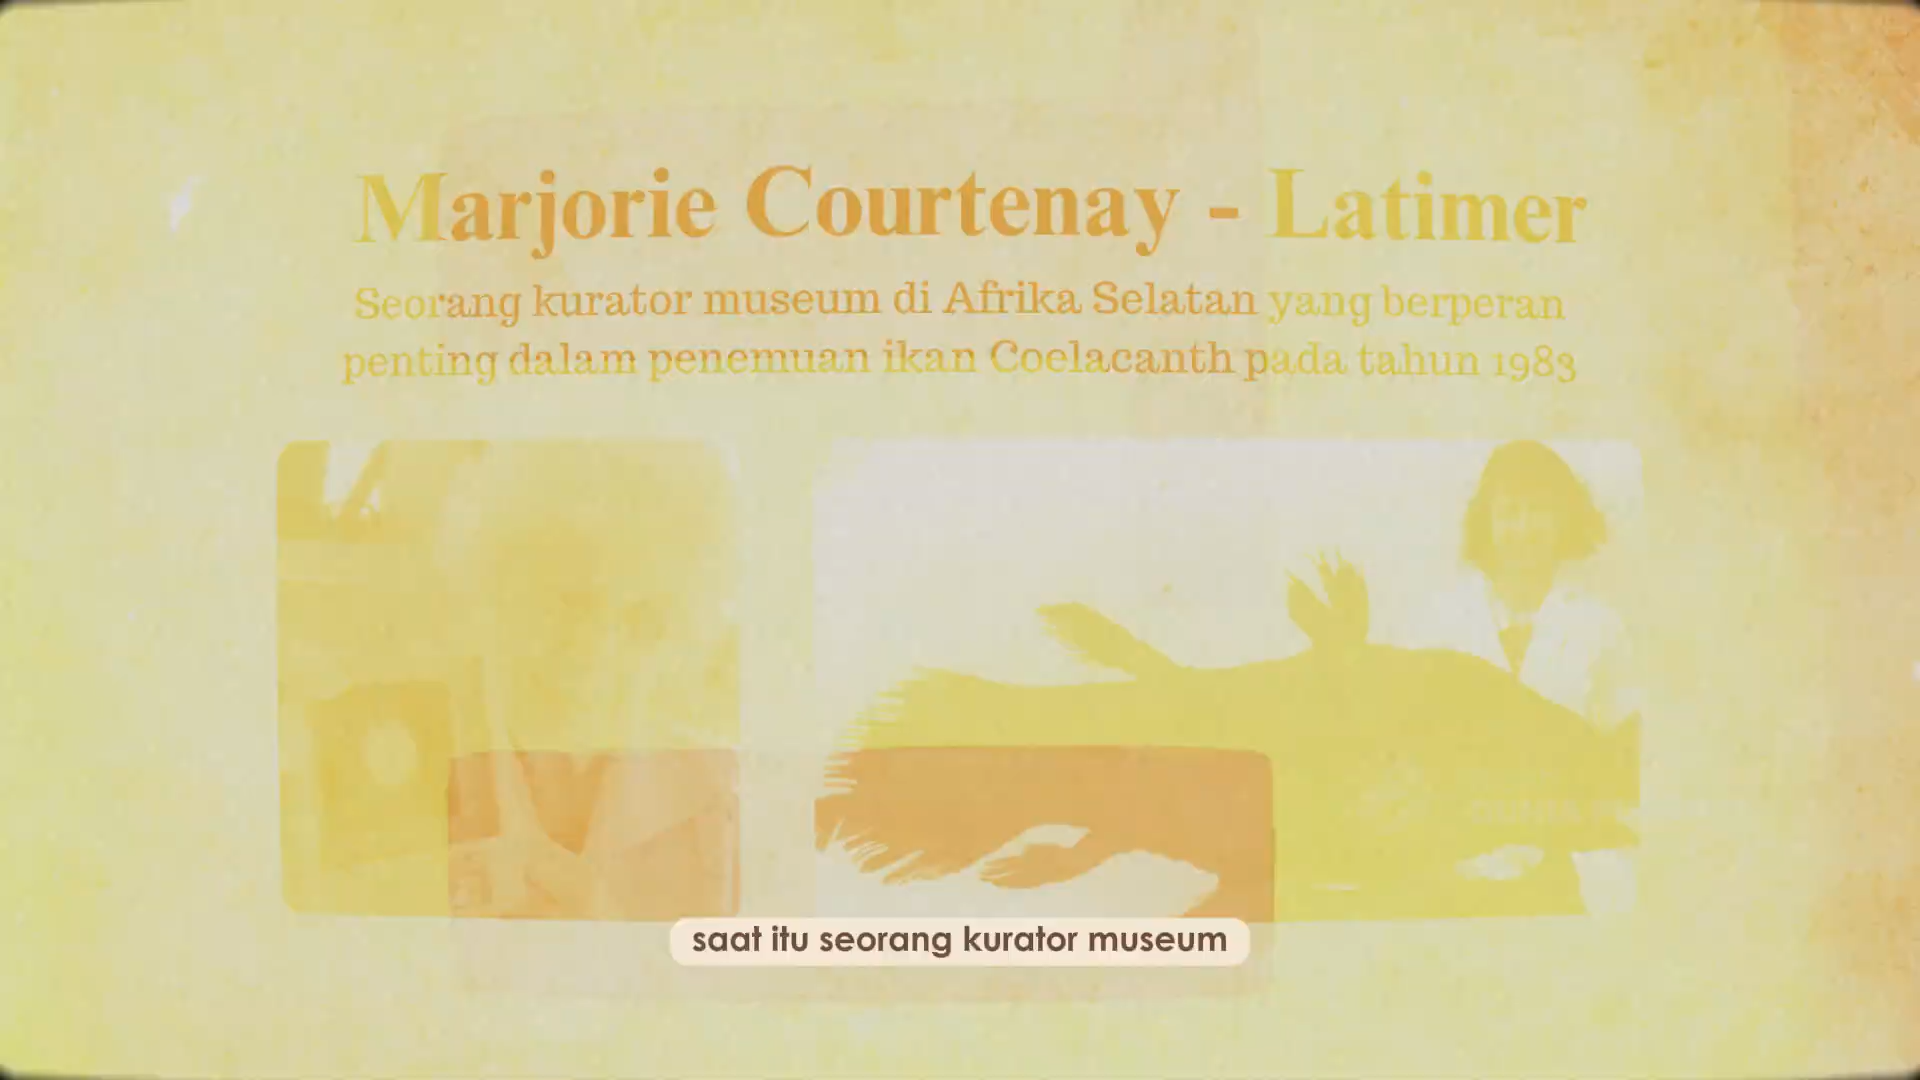 Marjorie Courtenay - Latimer
Seorang kurator museum di Afrika Selatan yang berperan
penting dalam penemuan ikan Coelacanth pada tahun 1983
saat itu seorang kurator museum